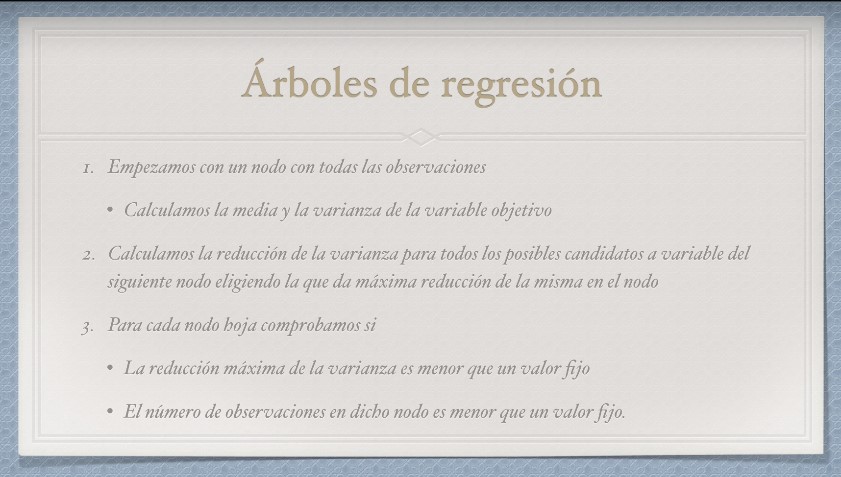 Árboles de regresión
1. Empezamos con un nodo con todas las observaciones
• Calculamos la media y la varianza de la variable objetivo
2. Calculamos la reducción de la varianza para todos los posibles candidatos a variable del
siguiente nodo eligiendo la que da máxima reducción de la misma en el nodo
3. Para cada nodo hoja comprobamos si
• La reducción máxima de la varianza es menor que un valor fijo
• El número de observaciones en dicho nodo es menor que un valor fijo.